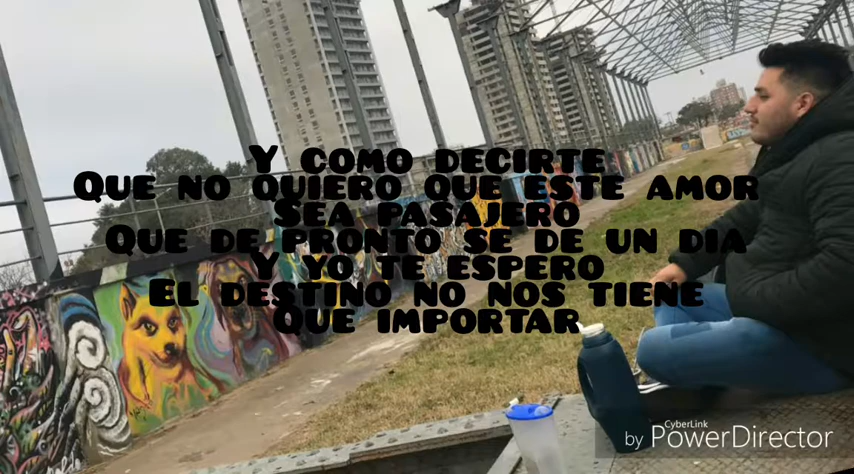 Y como decirte
Que no quiero que este amor
Sea pasajero
Que de pronto se de un dia
Y yo te espero
El destino no nos tiene
Que importar
CyberLink
by PowerDirector